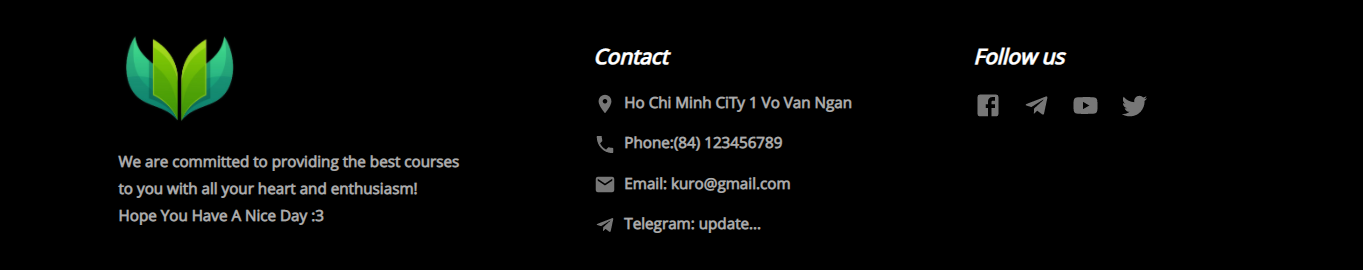 We are committed to providing the best courses
to you with all your heart and enthusiasm!
Hope You Have A Nice Day :3
Contact
Ho Chi Minh CiTy 1 Vo Van Ngan
Phone:(84) 123456789
Email: kuro@gmail.com
Telegram: update...
Follow us